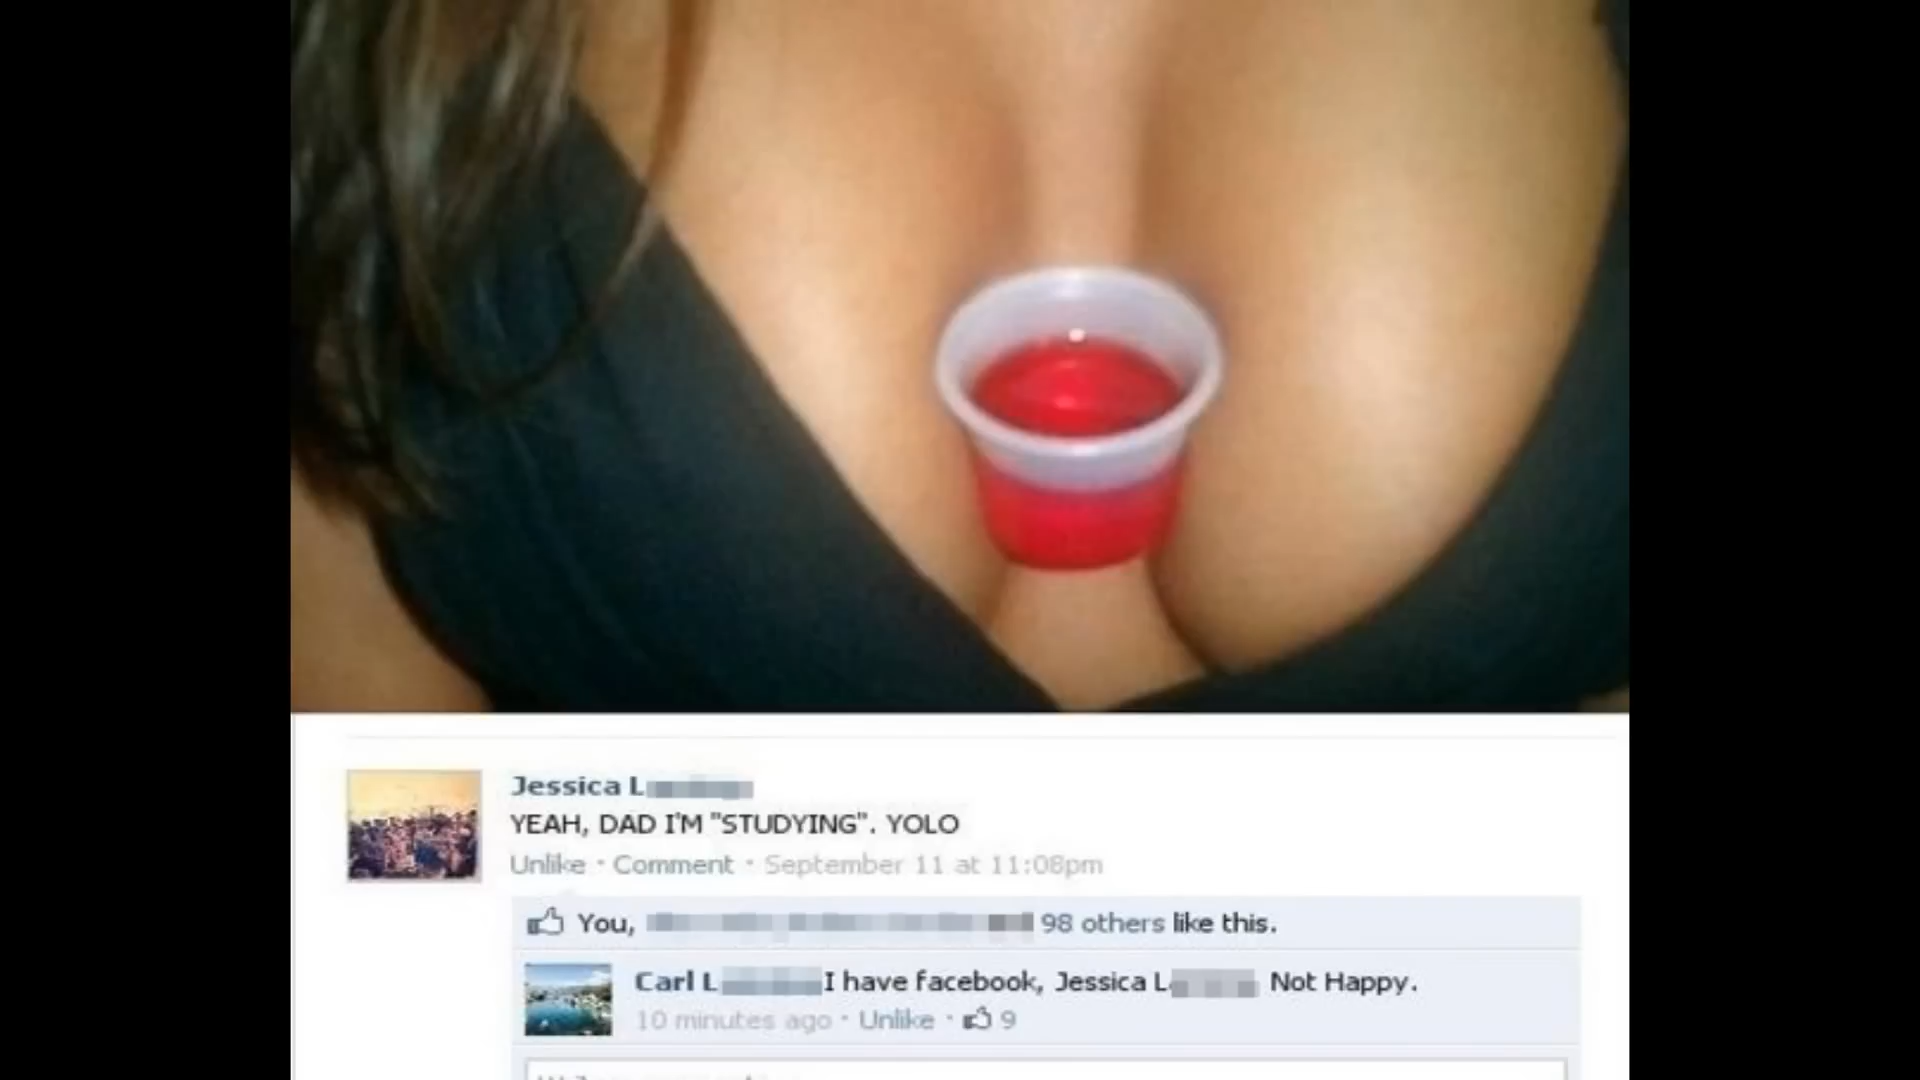 Jessica L
YEAH, DAD I'M "STUDYING". YOLO
Unlike · Comment · September 11 at 11:08pm
You, 98 others like this.
Carl L I have facebook, Jessica L Not Happy.
10 minutes ago · Unlike · 9